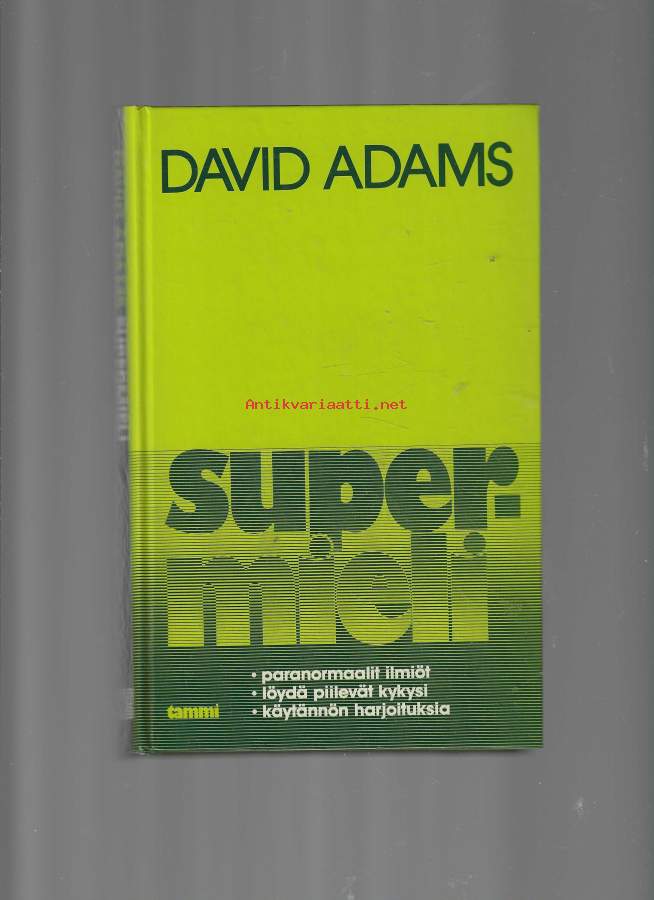 DAVID ADAMS
Antikvariaatti.net
super-
mieli
• paranormaalit ilmiöt
• löydä piilevät kykysi
• käytännön harjoituksia
tammi